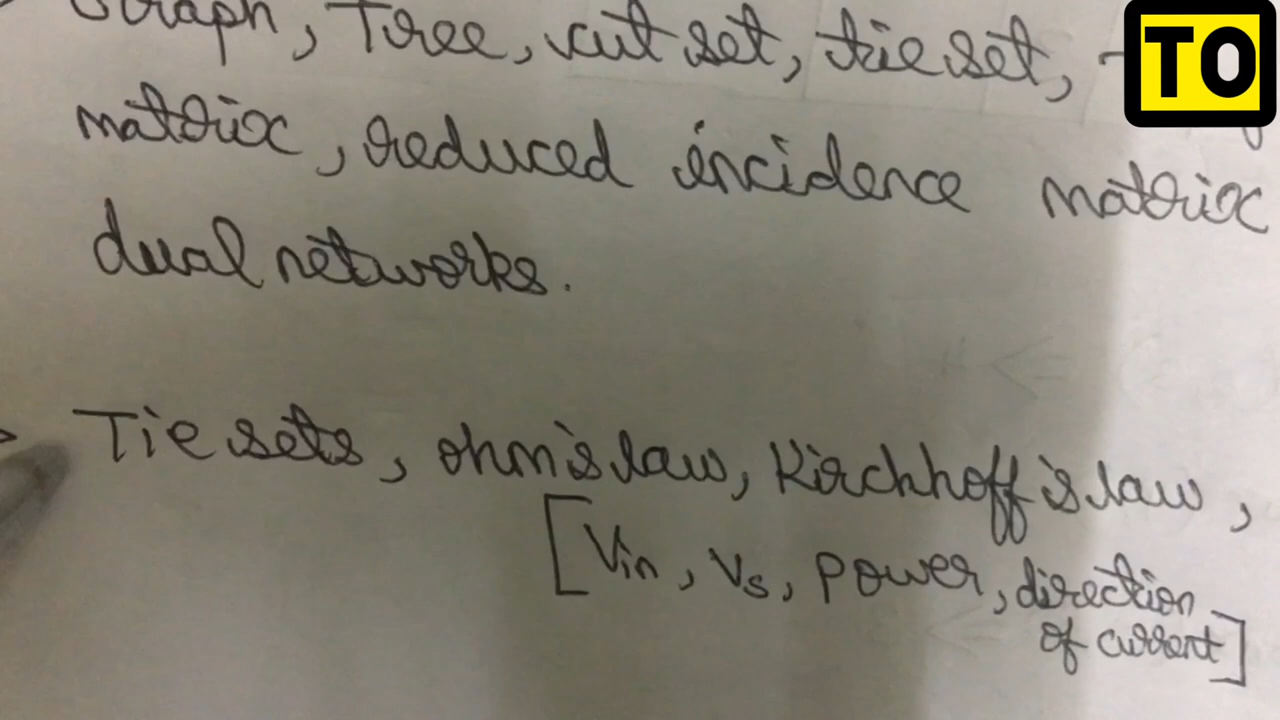 Graph, Tree, cut set, tie set,
TO
matrix, reduced incidence matrix
dual networks.
Tie sets, ohm's law, Kirchhoff's law,
[Vin, Vs, power, direction
of current]